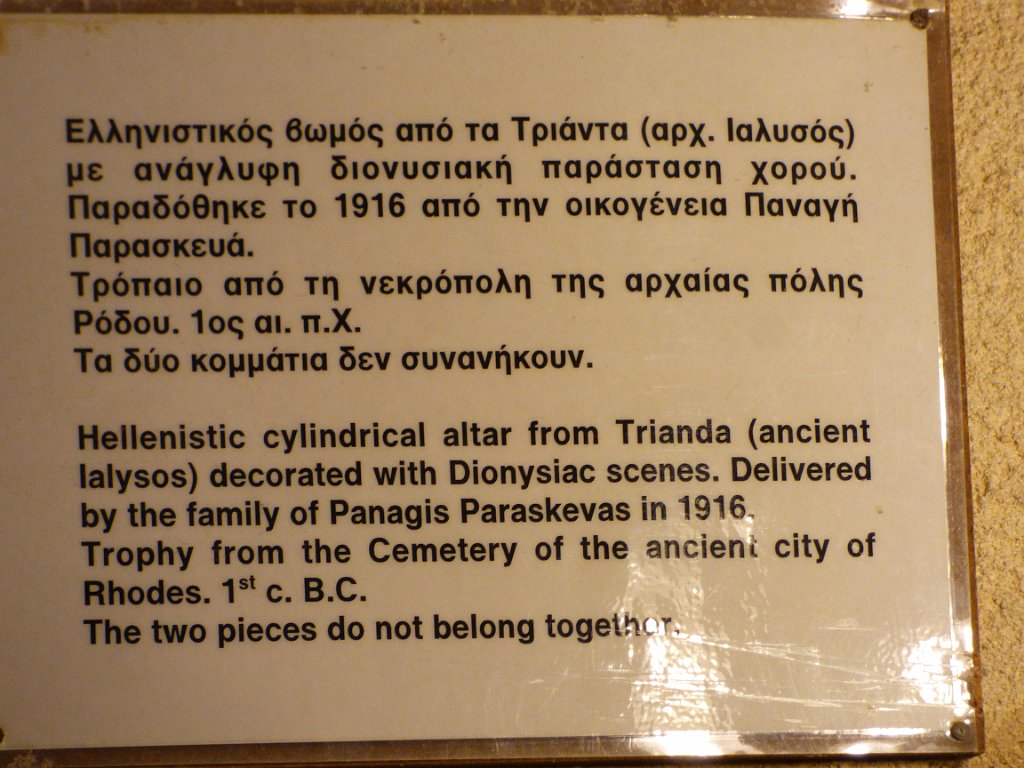 Ελληνιστικός βωμός από τα Τριάντα (αρχ. Ιαλυσός)
με ανάγλυφη διονυσιακή παράσταση χορού.
Παραδόθηκε το 1916 από την οικογένεια Παναγή
Παρασκευά.
Τρόπαιο από τη νεκρόπολη της αρχαίας πόλης
Ρόδου. 1ος αι. π.Χ.
Τα δύο κομμάτια δεν συνανήκουν.
Hellenistic cylindrical altar from Trianda (ancient
Ialysos) decorated with Dionysiac scenes. Delivered
by the family of Panagis Paraskevas in 1916.
Trophy from the Cemetery of the ancient city of
Rhodes. 1st c. B.C.
The two pieces do not belong together.